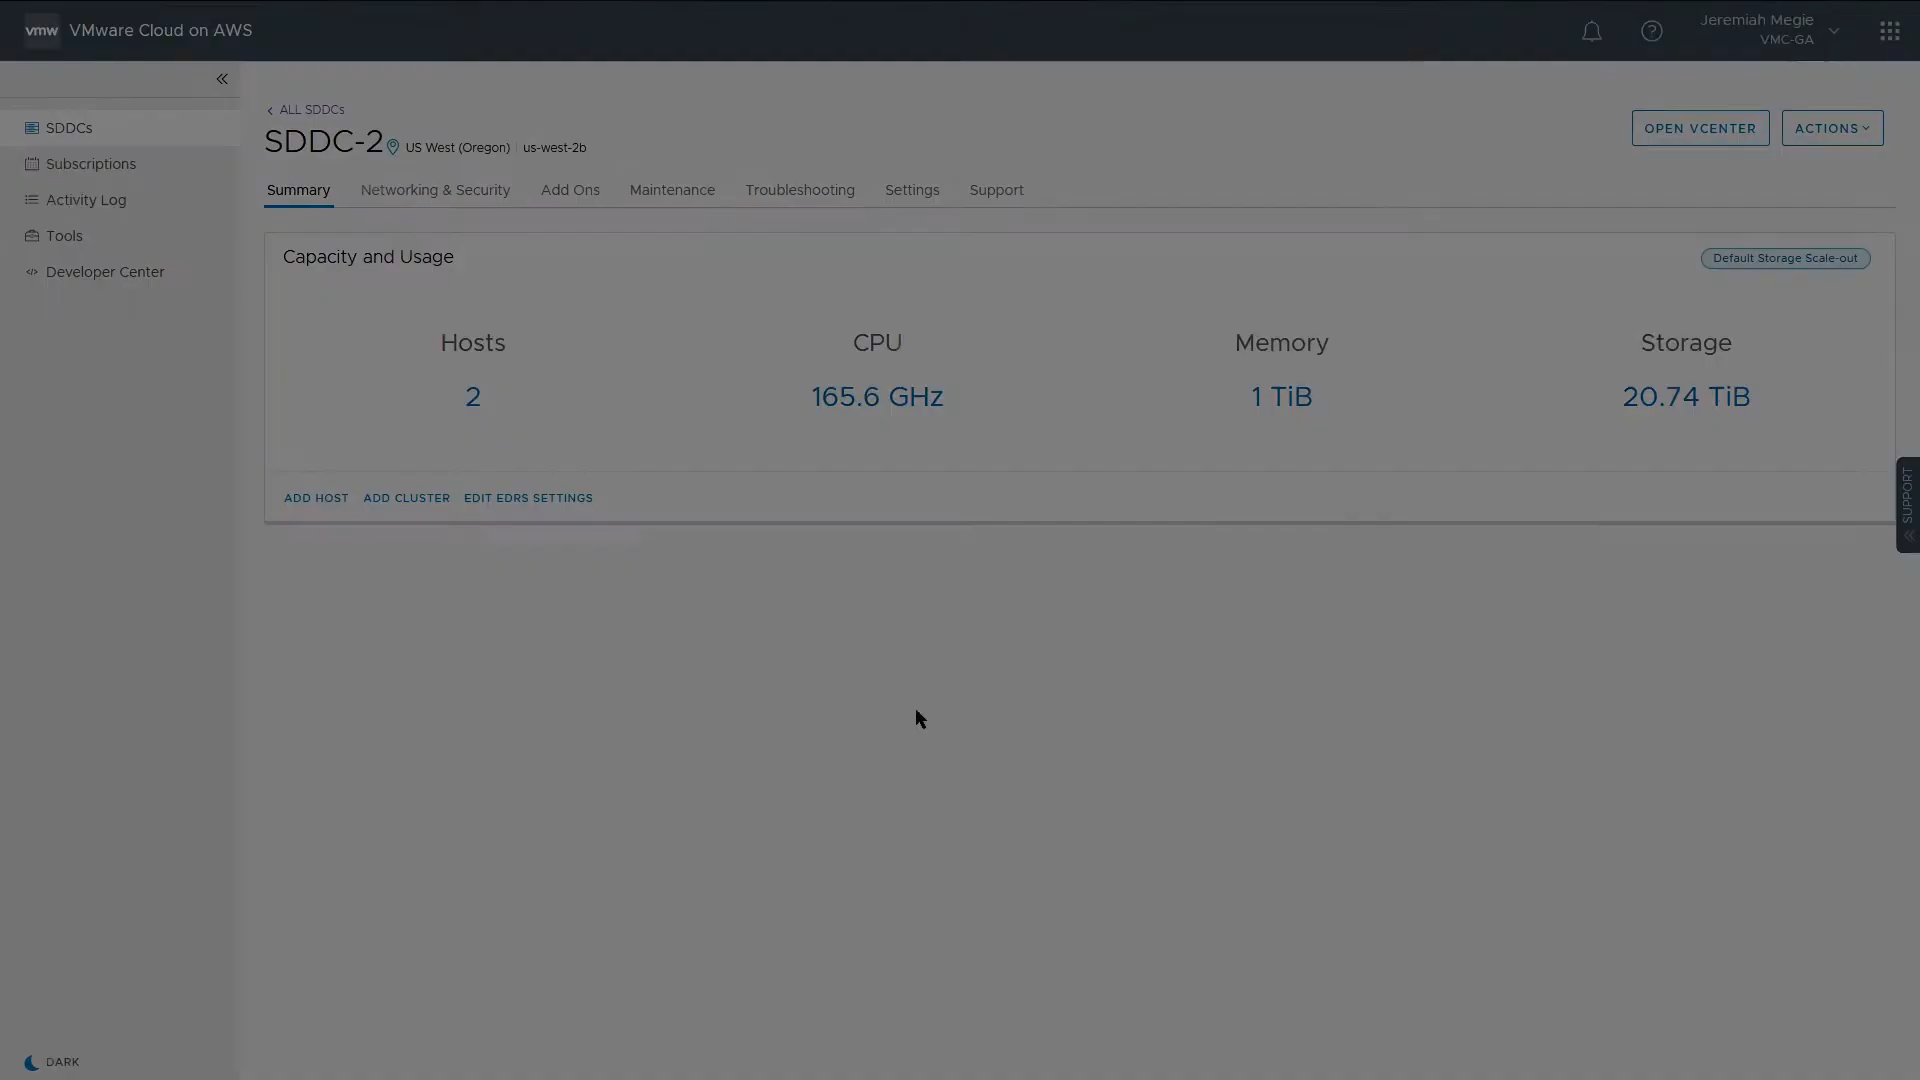 vmw VMware Cloud on AWS
Jeremiah Megie
VMC-GA
SDDCs
Subscriptions
Activity Log
Tools
Developer Center
DARK
ALL SDDCs
SDDC-2 US West (Oregon) us-west-2b
OPEN VCENTER ACTIONS
Summary Networking & Security Add Ons Maintenance Troubleshooting Settings Support
Capacity and Usage
Default Storage Scale-out
Hosts CPU Memory Storage
2 165.6 GHz 1 TiB 20.74 TiB
ADD HOST ADD CLUSTER EDIT EDRS SETTINGS
SUPPORT